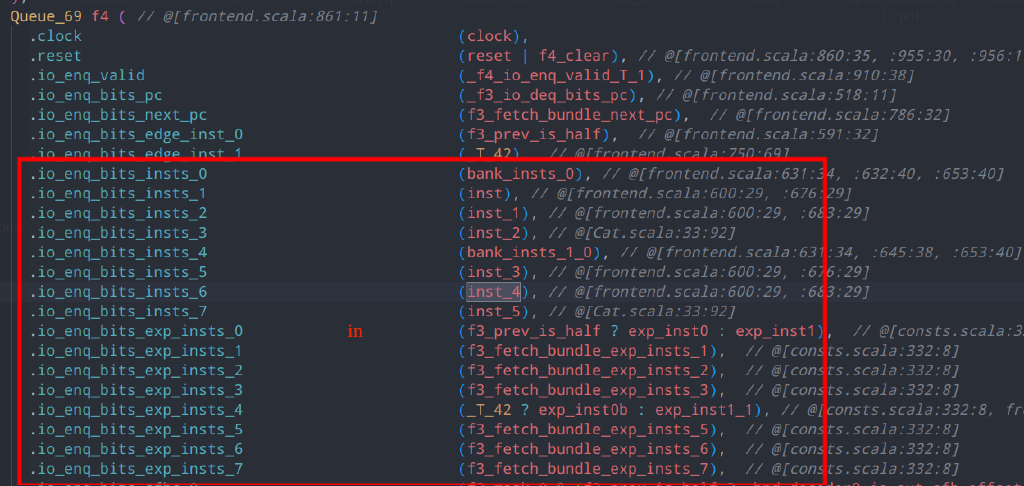 Queue_69 f4 ( // @[frontend.scala:861:11]
.clock (clock),
.reset (reset | f4_clear), // @[frontend.scala:860:35, :955:30, :956:1
.io_enq_valid (_f4_io_enq_valid_T_1), // @[frontend.scala:910:38]
.io_enq_bits_pc (_f3_io_deq_bits_pc), // @[frontend.scala:518:11]
.io_enq_bits_next_pc (f3_fetch_bundle_next_pc), // @[frontend.scala:786:32]
.io_enq_bits_edge_inst_0 (f3_prev_is_half), // @[frontend.scala:591:32]
.io_enq_bits_edge_inst_1 (_T_42), // @[frontend.scala:750:69]
.io_enq_bits_insts_0 (bank_insts_0), // @[frontend.scala:631:34, :632:40, :653:40]
.io_enq_bits_insts_1 (inst), // @[frontend.scala:600:29, :676:29]
.io_enq_bits_insts_2 (inst_1), // @[frontend.scala:600:29, :683:29]
.io_enq_bits_insts_3 (inst_2), // @[Cat.scala:33:92]
.io_enq_bits_insts_4 (bank_insts_1_0), // @[frontend.scala:631:34, :645:38, :653:40]
.io_enq_bits_insts_5 (inst_3), // @[frontend.scala:600:29, :676:29]
.io_enq_bits_insts_6 (inst_4), // @[frontend.scala:600:29, :683:29]
.io_enq_bits_insts_7 (inst_5), // @[Cat.scala:33:92]
.io_enq_bits_exp_insts_0 in (f3_prev_is_half ? exp_inst0 : exp_inst1), // @[consts.scala:33
.io_enq_bits_exp_insts_1 (f3_fetch_bundle_exp_insts_1), // @[consts.scala:332:8]
.io_enq_bits_exp_insts_2 (f3_fetch_bundle_exp_insts_2), // @[consts.scala:332:8]
.io_enq_bits_exp_insts_3 (f3_fetch_bundle_exp_insts_3), // @[consts.scala:332:8]
.io_enq_bits_exp_insts_4 (_T_42 ? exp_inst0b : exp_inst1_1), // @[consts.scala:332:8, fr
.io_enq_bits_exp_insts_5 (f3_fetch_bundle_exp_insts_5), // @[consts.scala:332:8]
.io_enq_bits_exp_insts_6 (f3_fetch_bundle_exp_insts_6), // @[consts.scala:332:8]
.io_enq_bits_exp_insts_7 (f3_fetch_bundle_exp_insts_7), // @[consts.scala:332:8]